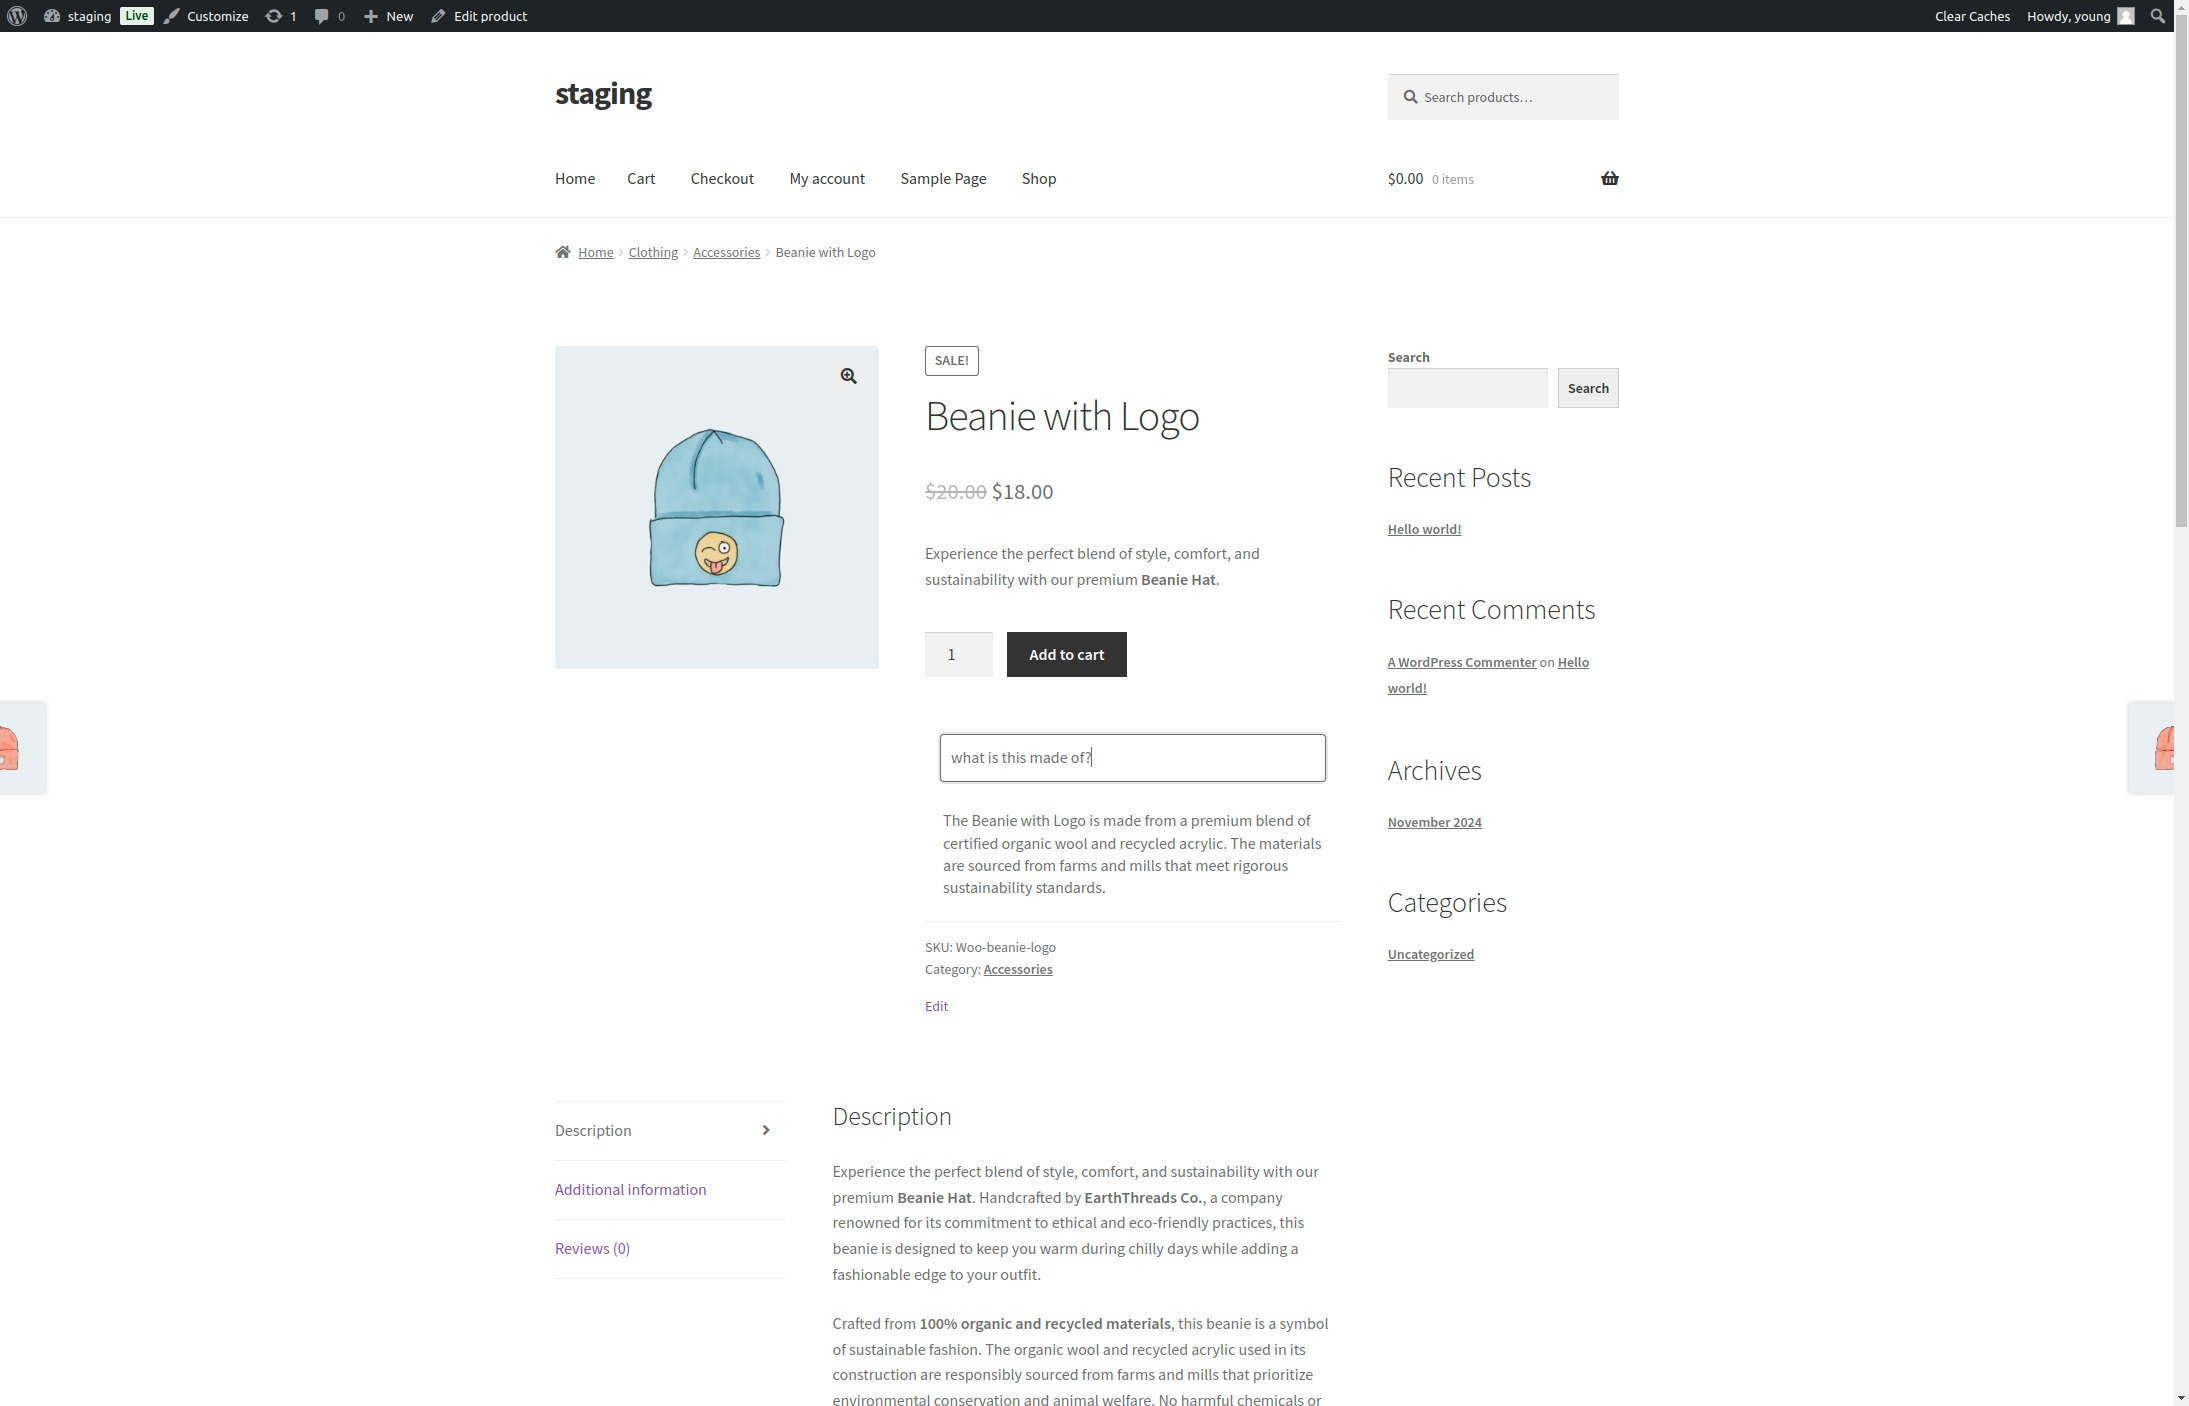 staging Live Customize 1 0 New Edit product Clear Caches Howdy, young
staging
Search products…
Home Cart Checkout My account Sample Page Shop $0.00 0 items
Home Clothing Accessories Beanie with Logo
SALE!
Beanie with Logo
$20.00 $18.00
Experience the perfect blend of style, comfort, and
sustainability with our premium Beanie Hat.
1 Add to cart
what is this made of?
The Beanie with Logo is made from a premium blend of
certified organic wool and recycled acrylic. The materials
are sourced from farms and mills that meet rigorous
sustainability standards.
SKU: Woo-beanie-logo
Category: Accessories
Edit
Search
Search
Recent Posts
Hello world!
Recent Comments
A WordPress Commenter on Hello
world!
Archives
November 2024
Categories
Uncategorized
Description
Additional information
Reviews (0)
Description
Experience the perfect blend of style, comfort, and sustainability with our
premium Beanie Hat. Handcrafted by EarthThreads Co., a company
renowned for its commitment to ethical and eco-friendly practices, this
beanie is designed to keep you warm during chilly days while adding a
fashionable edge to your outfit.
Crafted from 100% organic and recycled materials, this beanie is a symbol
of sustainable fashion. The organic wool and recycled acrylic used in its
construction are responsibly sourced from farms and mills that prioritize
environmental conservation and animal welfare. No harmful chemicals or